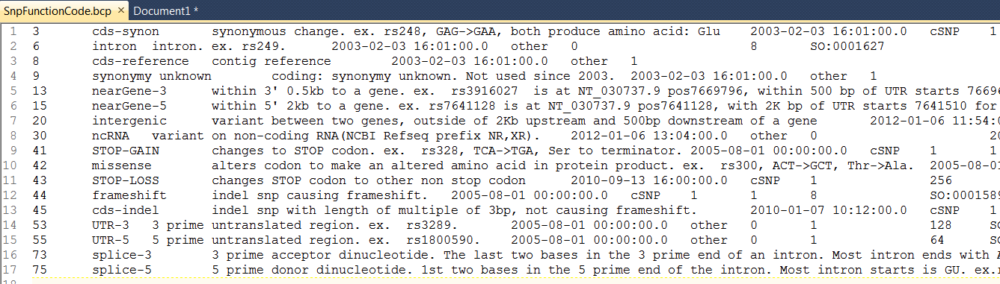 SnpFunctionCode.bcp × Document1 *
1 3 cds-synon synonymous change. ex. rs248, GAG->GAA, both produce amino acid: Glu 2003-02-03 16:01:00.0 cSNP 1
2 6 intron intron. ex. rs249. 2003-02-03 16:01:00.0 other 0 8 SO:0001627
3 8 cds-reference contig reference 2003-02-03 16:01:00.0 other 1
4 9 synonymy unknown coding: synonymy unknown. Not used since 2003. 2003-02-03 16:01:00.0 other 1
5 13 nearGene-3 within 3' 0.5kb to a gene. ex. rs3916027 is at NT_030737.9 pos7669796, within 500 bp of UTR starts 7669
6 15 nearGene-5 within 5' 2kb to a gene. ex. rs7641128 is at NT_030737.9 pos7641128, with 2K bp of UTR starts 7641510 for
7 20 intergenic variant between two genes, outside of 2Kb upstream and 500bp downstream of a gene 2012-01-06 11:54:0
8 30 ncRNA variant on non-coding RNA(NCBI Refseq prefix NR,XR). 2012-01-06 13:04:00.0 other 0 20
9 41 STOP-GAIN changes to STOP codon. ex. rs328, TCA->TGA, Ser to terminator. 2005-08-01 00:00:00.0 cSNP 1 1
10 42 missense alters codon to make an altered amino acid in protein product. ex. rs300, ACT->GCT, Thr->Ala. 2005-08-01
11 43 STOP-LOSS changes STOP codon to other non stop codon 2010-09-13 16:00:00.0 cSNP 1 256
12 44 frameshift indel snp causing frameshift. 2005-08-01 00:00:00.0 cSNP 1 1 8 SO:0001589
13 45 cds-indel indel snp with length of multiple of 3bp, not causing frameshift. 2010-01-07 10:12:00.0 cSNP 1
14 53 UTR-3 3 prime untranslated region. ex. rs3289. 2005-08-01 00:00:00.0 other 0 1 128 SO
15 55 UTR-5 5 prime untranslated region. ex. rs1800590. 2005-08-01 00:00:00.0 other 0 1 64 SO
16 73 splice-3 3 prime acceptor dinucleotide. The last two bases in the 3 prime end of an intron. Most intron ends with A
17 75 splice-5 5 prime donor dinucleotide. 1st two bases in the 5 prime end of the intron. Most intron starts is GU. ex.